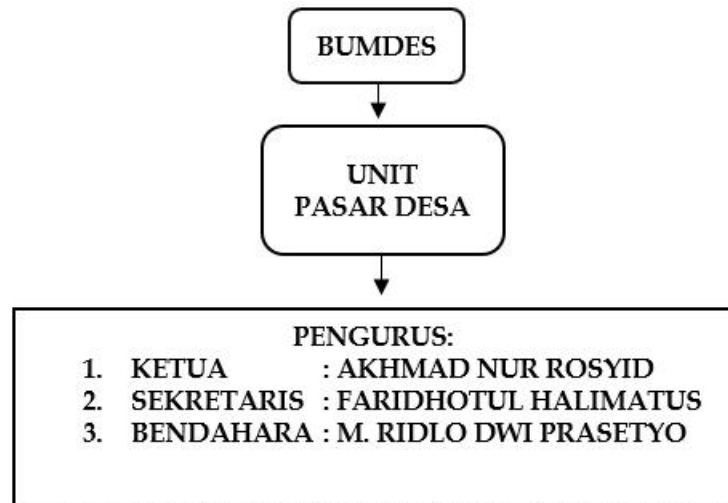 BUMDES
UNIT
PASAR DESA
PENGURUS:
1. KETUA : AKHMAD NUR ROSYID
2. SEKRETARIS : FARIDHOTUL HALIMATUS
3. BENDAHARA : M. RIDLO DWI PRASETYO